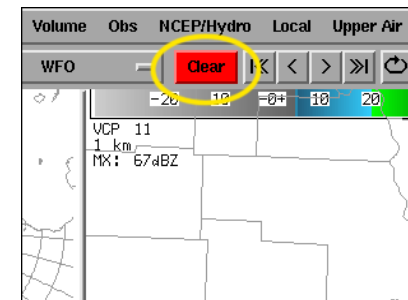 Volume Obs NCEP/Hydro Local Upper Air
WFO Clear
-20 10 -0+ 10 20
VCP 11
1 km
MX: 67dBZ